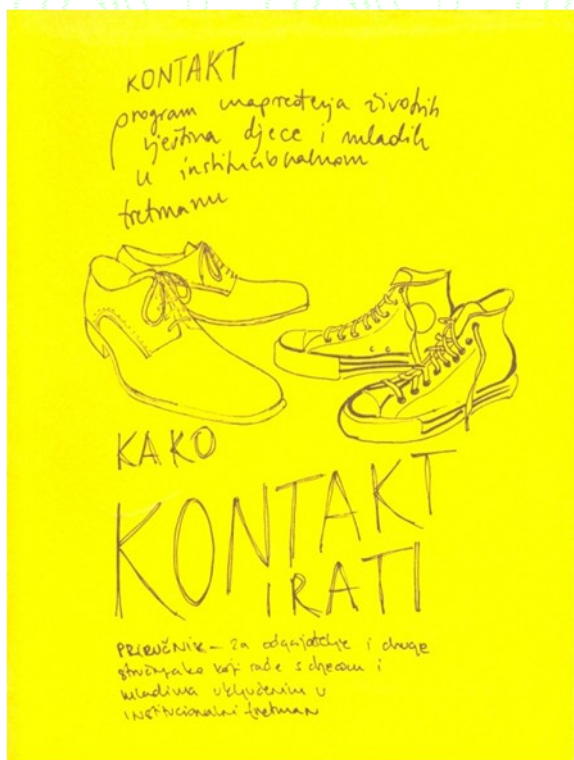 KONTAKT
program unapređenja životnih
vještina djece i mladih
u institucionalnom
tretmanu
KAKO
KONTAKT
IRATI
PRIRUČNIK - za odgajatelje i druge
stručnjake koji rade s djecom i
mladima uključenim u
institucionalni tretman